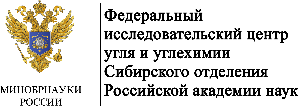 МИНОБРНАУКИ
РОССИИ
Федеральный
исследовательский центр
угля и углехимии
Сибирского отделения
Российской академии наук